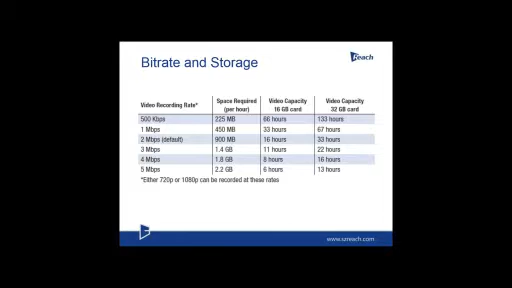 Bitrate and Storage
Reach
Video Recording Rate* Space Required (per hour) Video Capacity 16 GB card Video Capacity 32 GB card
500 Kbps 225 MB 66 hours 133 hours
1 Mbps 450 MB 33 hours 67 hours
2 Mbps (default) 900 MB 16 hours 33 hours
3 Mbps 1.4 GB 11 hours 22 hours
4 Mbps 1.8 GB 8 hours 16 hours
5 Mbps 2.2 GB 6 hours 13 hours
*Either 720p or 1080p can be recorded at these rates
www.izreach.com